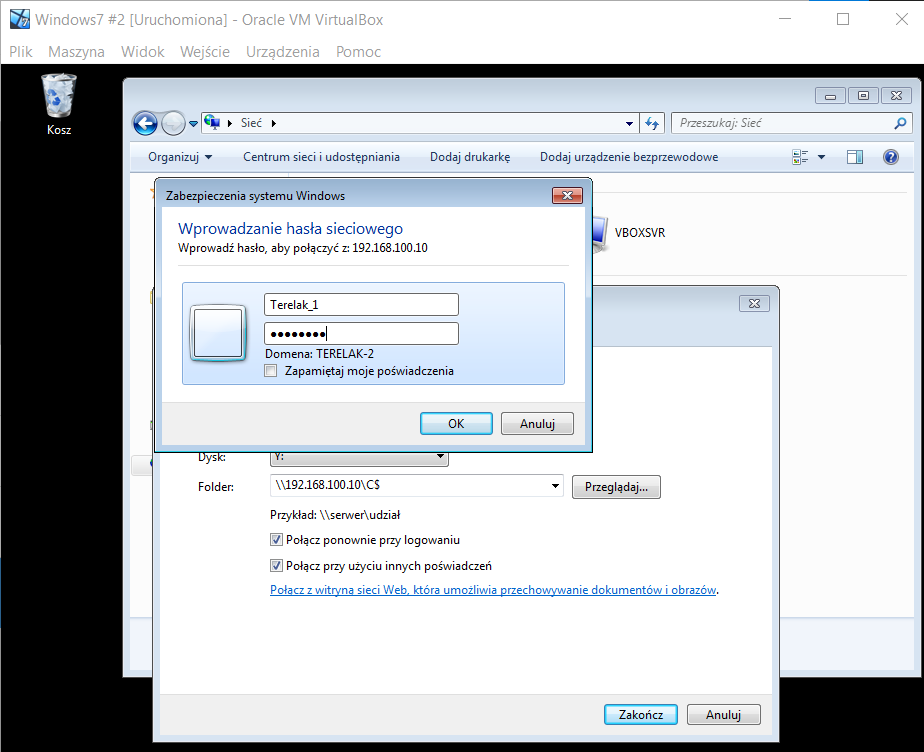 Windows7 #2 [Uruchomiona] - Oracle VM VirtualBox
Plik Maszyna Widok Wejście Urządzenia Pomoc
Kosz
Sieć
Przeszukaj: Sieć
Organizuj Centrum sieci i udostępniania Dodaj drukarkę Dodaj urządzenie bezprzewodowe
Zabezpieczenia systemu Windows
Wprowadzanie hasła sieciowego
Wprowadź hasło, aby połączyć z: 192.168.100.10
VBOXSVR
Terelak_1
●●●●●●●●
Domena: TERELAK-2
Zapamiętaj moje poświadczenia
OK Anuluj
Dysk: Y:
Folder: \\192.168.100.10\C$ Przeglądaj...
Przykład: \\serwer\udział
Połącz ponownie przy logowaniu
Połącz przy użyciu innych poświadczeń
Połącz z witryną sieci Web, która umożliwia przechowywanie dokumentów i obrazów.
Zakończ Anuluj